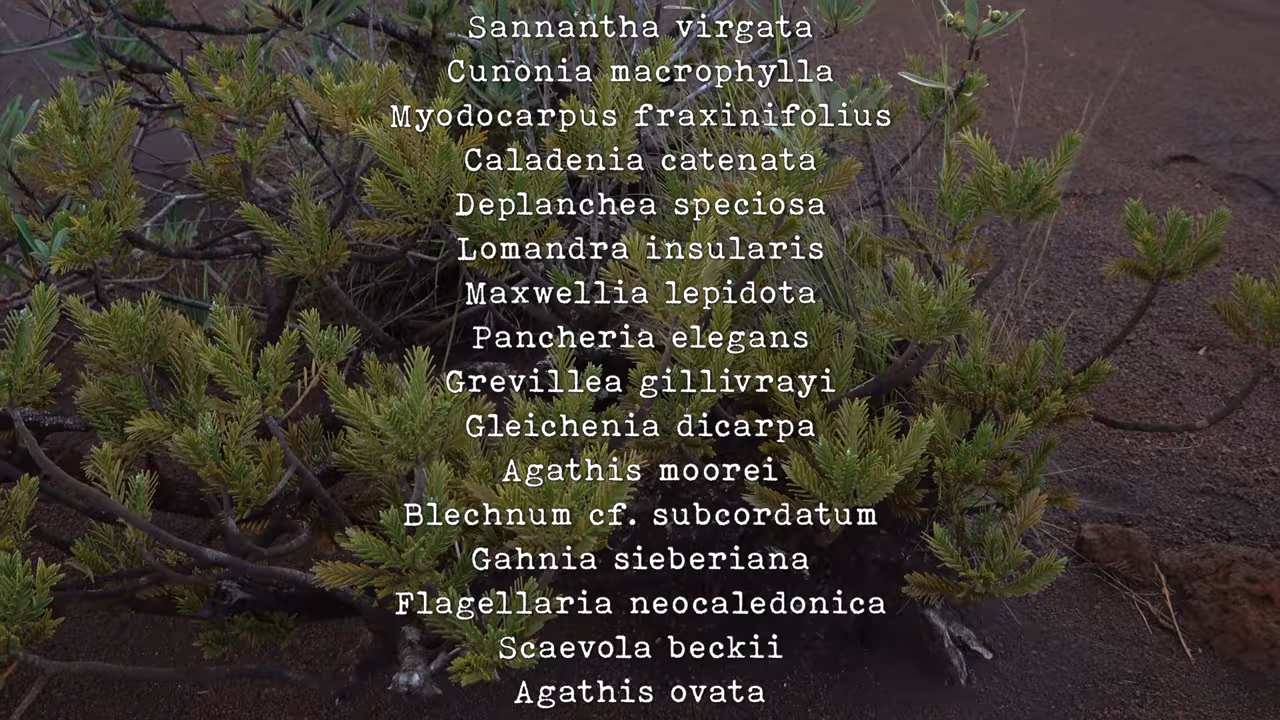 Sannantha virgata
Cunonia macrophylla
Myodocarpus fraxinifolius
Caladenia catenata
Deplanchea speciosa
Lomandra insularis
Maxwellia lepidota
Pancheria elegans
Grevillea gillivrayi
Gleichenia dicarpa
Agathis moorei
Blechnum cf. subcordatum
Gahnia sieberiana
Flagellaria neocaledonica
Scaevola beckii
Agathis ovata